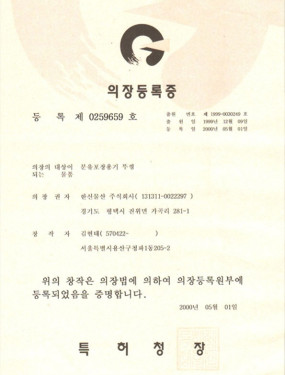 의장등록증
등 록 제 0259659 호
출원 번호 제 1999-0030249 호
출 원 일 1999년 12월 09일
등 록 일 2000년 05월 01일
의장의 대상이 분유포장용기 뚜껑
되는 물품
의 장 권 자 한산물산 주식회사( 131311-0022297 )
경기도 평택시 진위면 가곡리 281-1
창 작 자 김현태( 570422- )
서울특별시용산구청파1동205-2
위의 창작은 의장법에 의하여 의장등록원부에
등록되었음을 증명합니다.
2000년 05월 01일
특 허 청 장